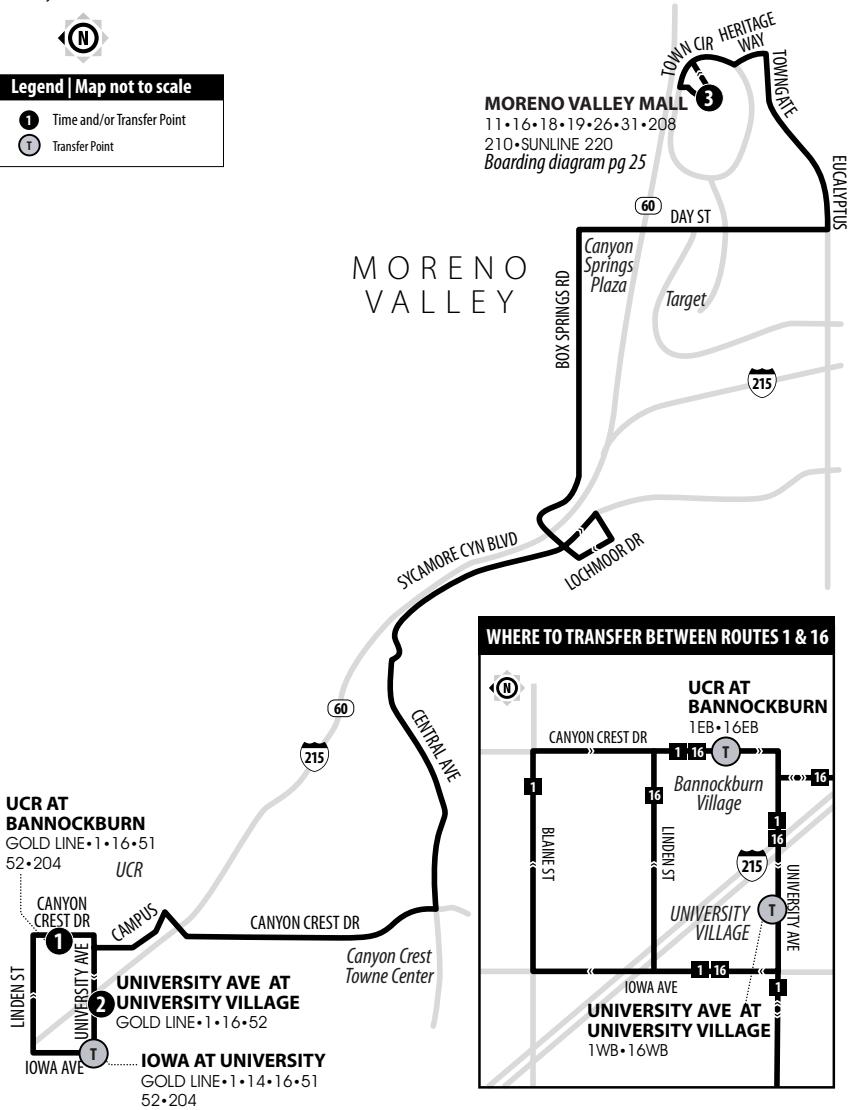 N
Legend | Map not to scale
1 Time and/or Transfer Point
T Transfer Point
TOWN CIR
HERITAGE
WAY
TOWNGATE
3
MORENO VALLEY MALL
11•16•18•19•26•31•208
210•SUNLINE 220
Boarding diagram pg 25
EUCALYPTUS
60
DAY ST
MORENO
VALLEY
Canyon
Springs
Plaza
Target
BOX SPRINGS RD
215
SYCAMORE CYN BLVD
LOCHMOOR DR
60
215
CENTRAL AVE
UCR AT
BANNOCKBURN
GOLD LINE•1•16•51
52•204
UCR
CANYON
CREST DR
1
CAMPUS
CANYON CREST DR
Canyon Crest
Towne Center
LINDEN ST
UNIVERSITY AVE
2
UNIVERSITY AVE AT
UNIVERSITY VILLAGE
GOLD LINE•1•16•52
IOWA AVE
T
IOWA AT UNIVERSITY
GOLD LINE•1•14•16•51
52•204
WHERE TO TRANSFER BETWEEN ROUTES 1 & 16
N
UCR AT
BANNOCKBURN
1EB•16EB
CANYON CREST DR
1 16
T
16
1
16
Bannockburn
Village
1
16
BLAINE ST
LINDEN ST
215
UNIVERSITY
VILLAGE
T
UNIVERSITY AVE
1 16
IOWA AVE
1
UNIVERSITY AVE AT
UNIVERSITY VILLAGE
1WB•16WB